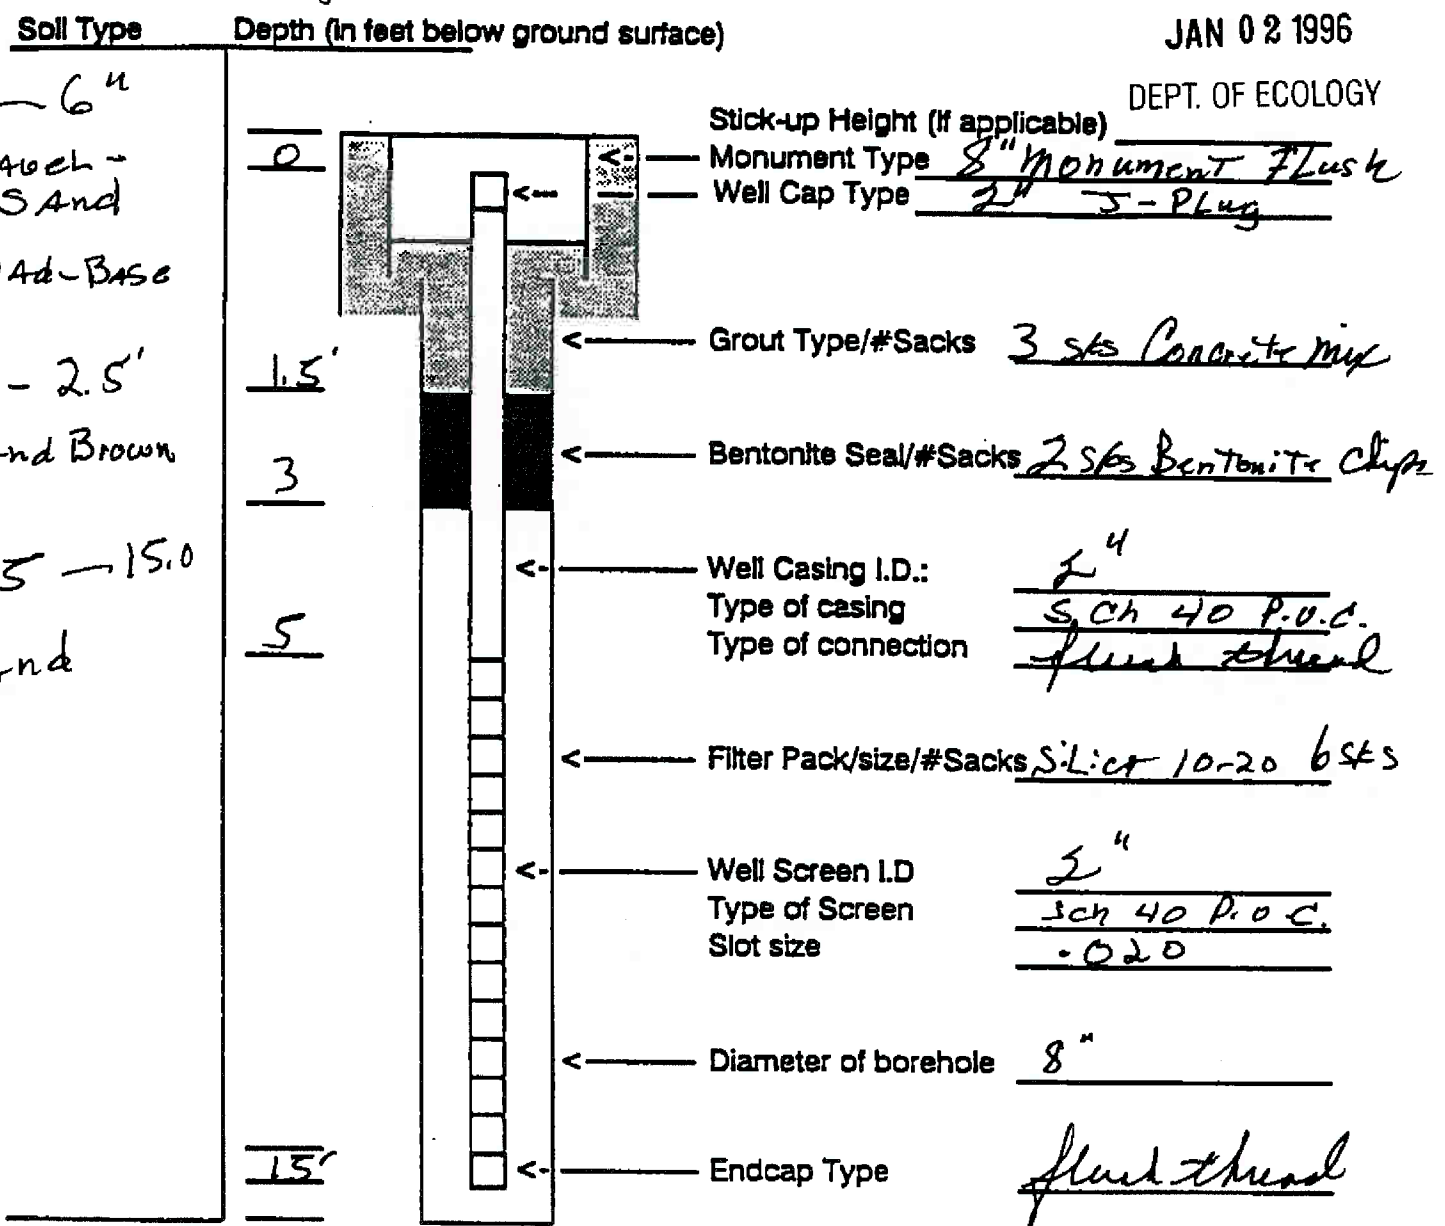 Soil Type Depth (in feet below ground surface)
JAN 02 1996
DEPT. OF ECOLOGY
— 6"
0
SAnd
Ad-BASe
- 2.5'
nd Brown
5 — 15.0
nd
1.5'
3
5
15'
Stick-up Height (if applicable)
Monument Type 8" Monument FLush
Well Cap Type 2" J-PLug
Grout Type/#Sacks 3 sks Concrete mix
Bentonite Seal/#Sacks 2 sks BenToniTe Chips
Well Casing I.D.: 2"
Type of casing Sch 40 P.v.c.
Type of connection flush thread
Filter Pack/size/#Sacks SiLica 10-20 6 sks
Well Screen I.D 2"
Type of Screen sch 40 P.v.C.
Slot size .020
Diameter of borehole 8"
Endcap Type flush thread